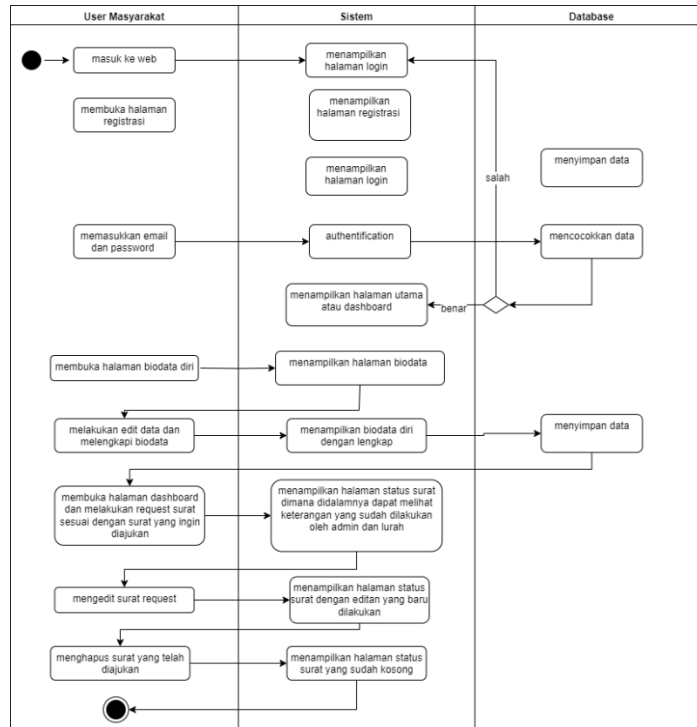 User Masyarakat
Sistem
Database
masuk ke web
menampilkan
halaman login
membuka halaman
registrasi
menampilkan
halaman registrasi
menampilkan
halaman login
menyimpan data
salah
memasukkan email
dan password
authentification
mencocokkan data
menampilkan halaman utama
atau dashboard
benar
membuka halaman biodata diri
menampilkan halaman biodata
melakukan edit data dan
melengkapi biodata
menampilkan biodata diri
dengan lengkap
menyimpan data
membuka halaman dashboard
dan melakukan request surat
sesuai dengan surat yang ingin
diajukan
menampilkan halaman status surat
dimana didalamnya dapat melihat
keterangan yang sudah dilakukan
oleh admin dan lurah
mengedit surat request
menampilkan halaman status
surat dengan editan yang baru
dilakukan
menghapus surat yang telah
diajukan
menampilkan halaman status
surat yang sudah kosong